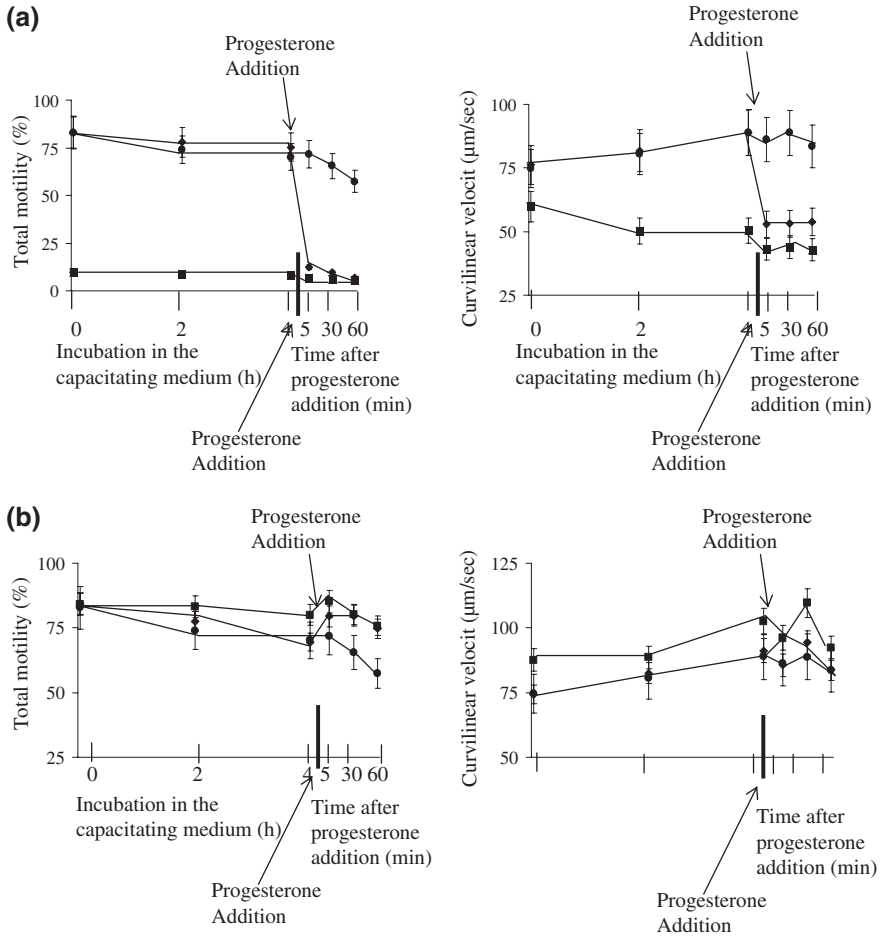 (a)
Progesterone
Addition
Total motility (%)
100
75
50
25
0
0 2 4 5 30 60
Incubation in the
capacitating medium (h)
Time after
progesterone
addition (min)
Progesterone
Addition
Progesterone
Addition
Curvilinear velocit (µm/sec)
100
75
50
25
0 2 4 5 30 60
Incubation in the
capacitating medium (h)
Time after
progesterone
addition (min)
Progesterone
Addition
(b)
Progesterone
Addition
Total motility (%)
100
75
50
25
0 2 4 5 30 60
Incubation in the
capacitating medium (h)
Time after
progesterone
addition (min)
Progesterone
Addition
Progesterone
Addition
Curvilinear velocit (µm/sec)
125
100
75
50
Time after
progesterone
addition (min)
Progesterone
Addition